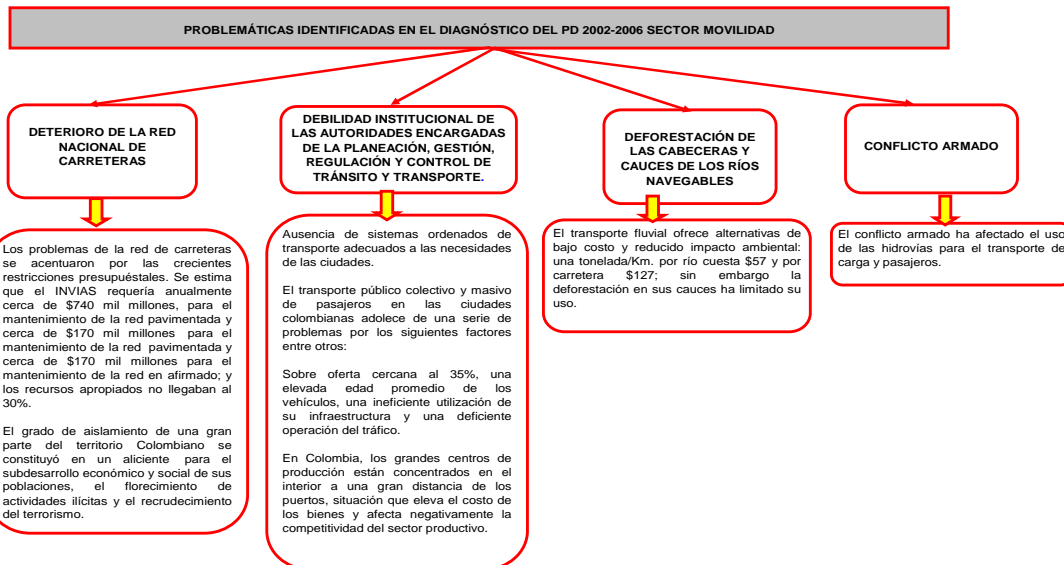 PROBLEMÁTICAS IDENTIFICADAS EN EL DIAGNÓSTICO DEL PD 2002-2006 SECTOR MOVILIDAD
DETERIORO DE LA RED
NACIONAL DE
CARRETERAS
Los problemas de la red de carreteras
se acentuaron por las crecientes
restricciones presupuéstales. Se estima
que el INVIAS requería anualmente
cerca de $740 mil millones, para el
mantenimiento de la red pavimentada y
cerca de $170 mil millones para el
mantenimiento de la red pavimentada y
cerca de $170 mil millones para el
mantenimiento de la red en afirmado; y
los recursos apropiados no llegaban al
30%.
El grado de aislamiento de una gran
parte del territorio Colombiano se
constituyó en un aliciente para el
subdesarrollo económico y social de sus
poblaciones, el florecimiento de
actividades ilícitas y el recrudecimiento
del terrorismo.
DEBILIDAD INSTITUCIONAL DE
LAS AUTORIDADES ENCARGADAS
DE LA PLANEACIÓN, GESTIÓN,
REGULACIÓN Y CONTROL DE
TRÁNSITO Y TRANSPORTE.
Ausencia de sistemas ordenados de
transporte adecuados a las necesidades
de las ciudades.
El transporte público colectivo y masivo
de pasajeros en las ciudades
colombianas adolece de una serie de
problemas por los siguientes factores
entre otros:
Sobre oferta cercana al 35%, una
elevada edad promedio de los
vehículos, una ineficiente utilización de
su infraestructura y una deficiente
operación del tráfico.
En Colombia, los grandes centros de
producción están concentrados en el
interior a una gran distancia de los
puertos, situación que eleva el costo de
los bienes y afecta negativamente la
competitividad del sector productivo.
DEFORESTACIÓN DE
LAS CABECERAS Y
CAUCES DE LOS RÍOS
NAVEGABLES
El transporte fluvial ofrece alternativas de
bajo costo y reducido impacto ambiental:
una tonelada/Km. por río cuesta $57 y por
carretera $127; sin embargo la
deforestación en sus cauces ha limitado su
uso.
CONFLICTO ARMADO
El conflicto armado ha afectado el uso
de las hidrovías para el transporte de
carga y pasajeros.